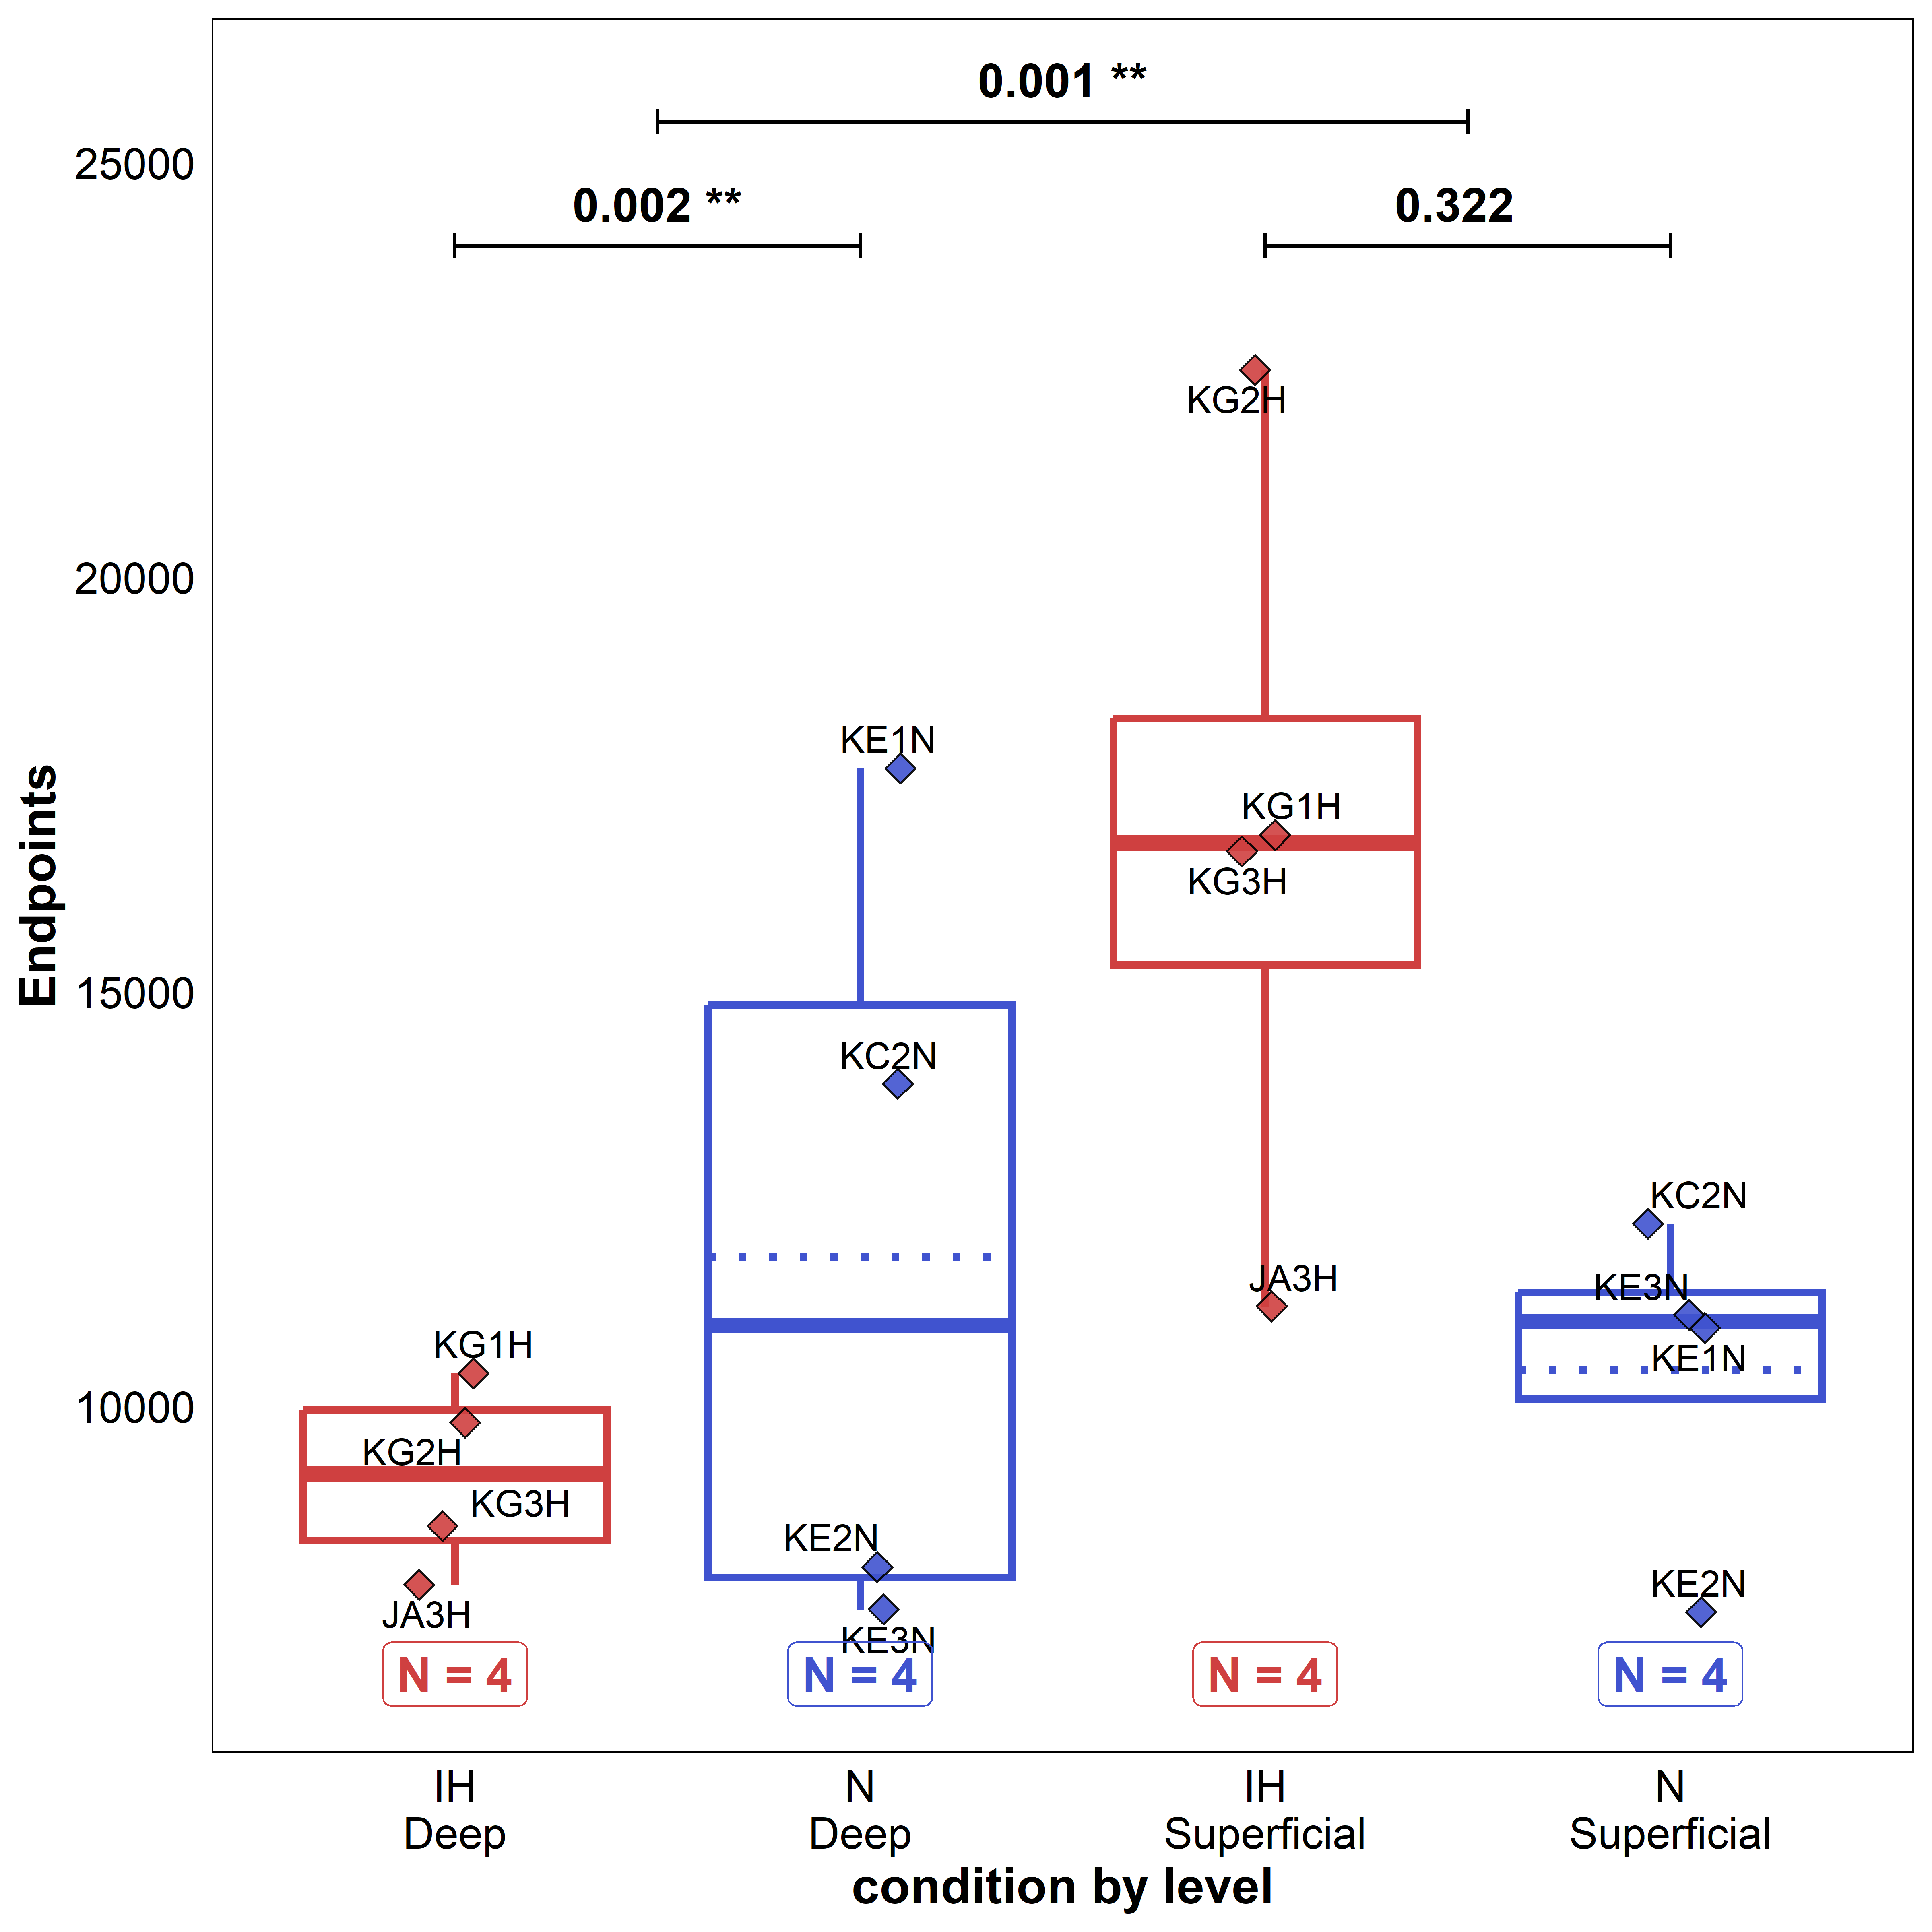 0.001 **
25000
0.002 **
0.322
KG2H
20000
KE1N
KG1H
KG3H
Endpoints
15000
KC2N
KC2N
JA3H
KE3N
KG1H
KE1N
10000
KG2H
KG3H
KE2N
KE2N
JA3H
KE3N
N = 4
N = 4
N = 4
N = 4
IH
Deep
N
Deep
IH
Superficial
N
Superficial
condition by level